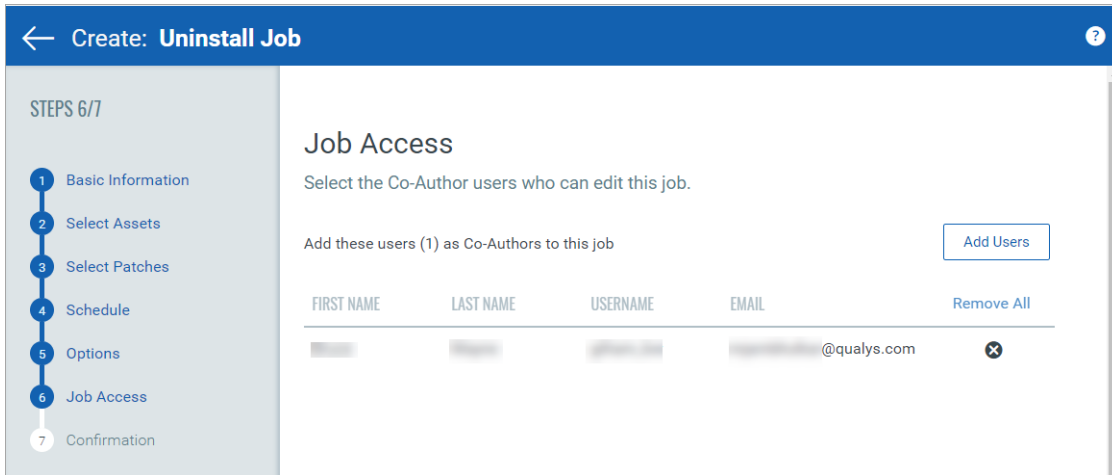 Create: Uninstall Job
?
STEPS 6/7
1 Basic Information
2 Select Assets
3 Select Patches
4 Schedule
5 Options
6 Job Access
7 Confirmation
Job Access
Select the Co-Author users who can edit this job.
Add these users (1) as Co-Authors to this job
Add Users
FIRST NAME LAST NAME USERNAME EMAIL Remove All
@qualys.com